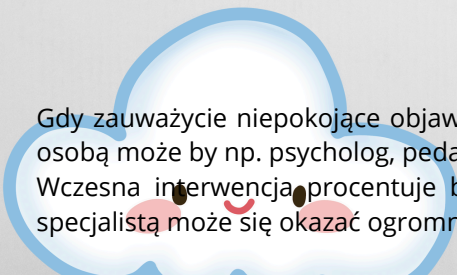 Gdy zauważycie niepokojące objaw
osobą może by np. psycholog, peda
Wczesna interwencja procentuje b
specjalistą może się okazać ogromn